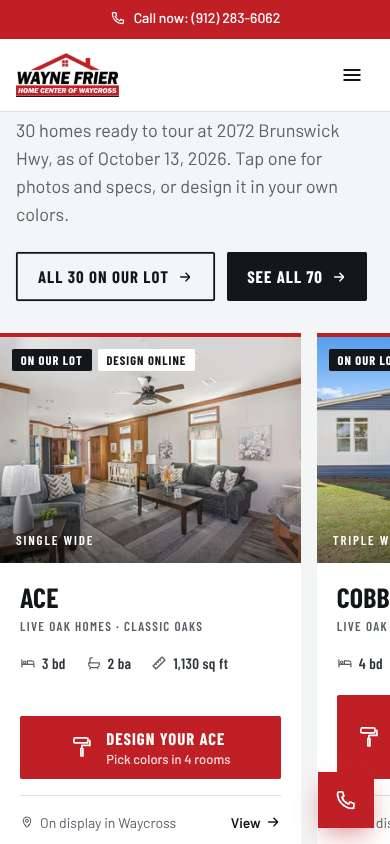 Call now: (912) 283-6062
WAYNE FRIER
HOME CENTER OF WAYCROSS
30 homes ready to tour at 2072 Brunswick
Hwy, as of October 13, 2026. Tap one for
photos and specs, or design it in your own
colors.
ALL 30 ON OUR LOT →
SEE ALL 70 →
ON OUR LOT
DESIGN ONLINE
SINGLE WIDE
ACE
LIVE OAK HOMES · CLASSIC OAKS
3 bd
2 ba
1,130 sq ft
DESIGN YOUR ACE
Pick colors in 4 rooms
On display in Waycross
View →
ON OUR LO
TRIPLE W
COBB
LIVE OAK
4 bd